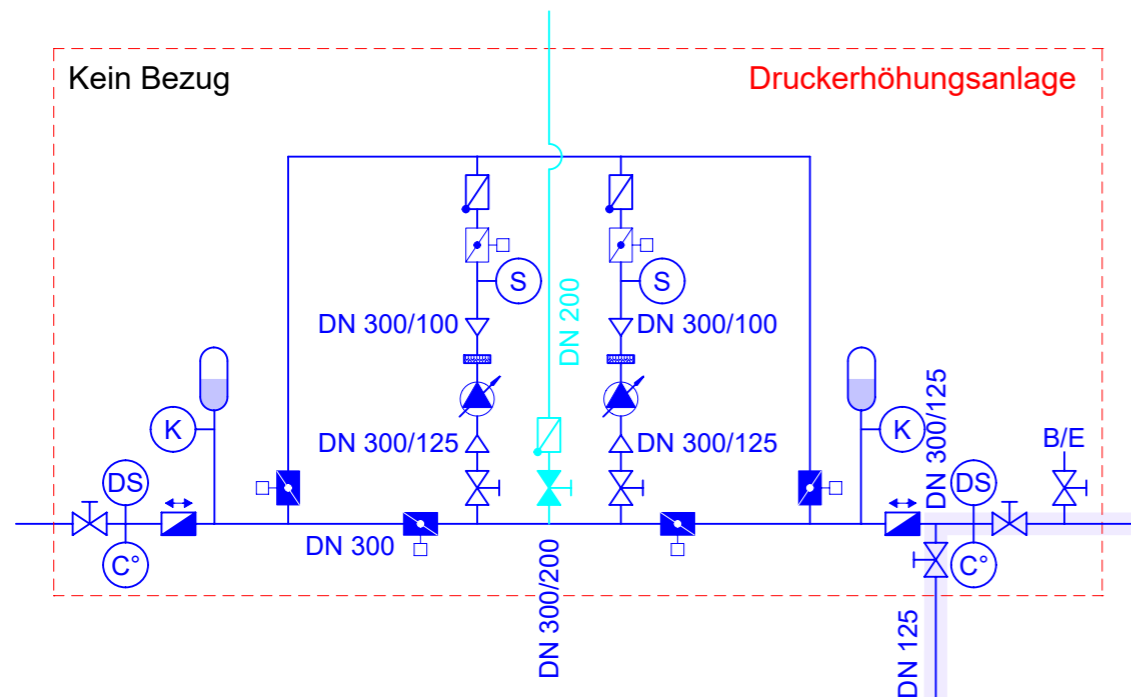 Kein Bezug
Druckerhöhungsanlage
S
S
DN 300/100
DN 300/100
DN 200
DN 300/125
DN 300/125
K
K
DN 300/125
B/E
DS
DS
DN 300
C°
C°
DN 300/200
DN 125